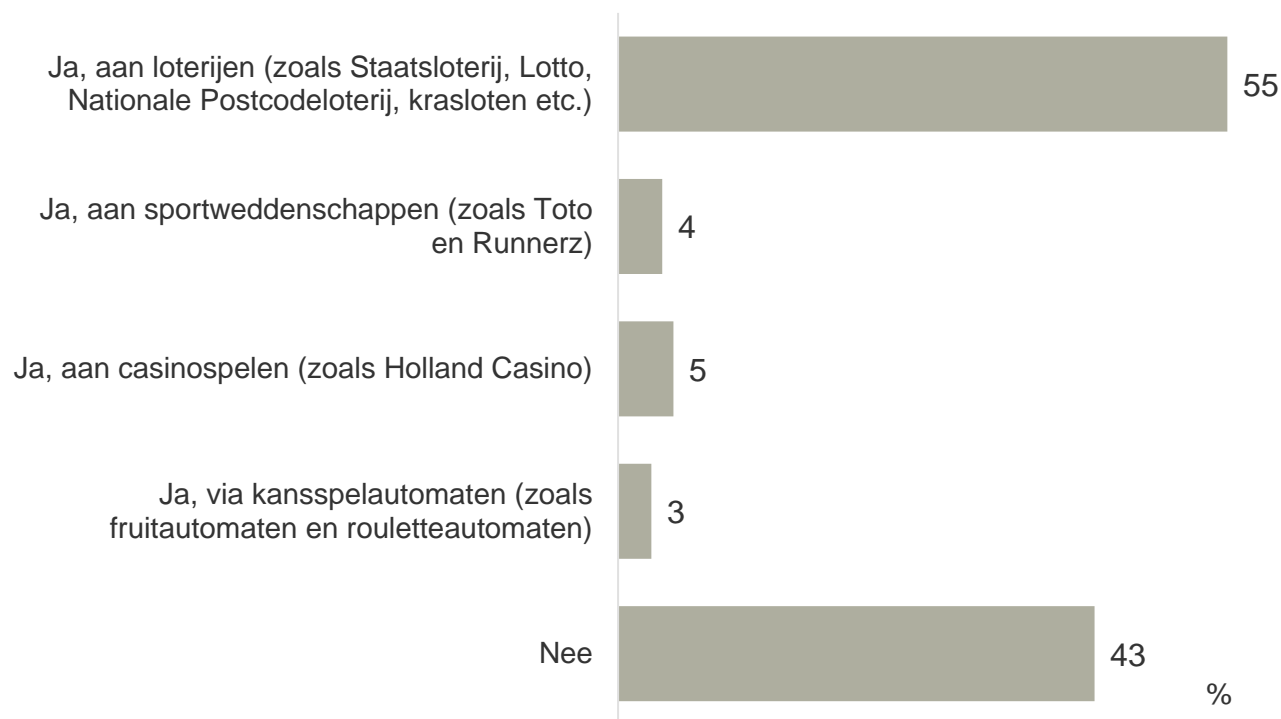 Ja, aan loterijen (zoals Staatsloterij, Lotto,
Nationale Postcodeloterij, krasloten etc.)
55
Ja, aan sportweddenschappen (zoals Toto
en Runnerz)
4
Ja, aan casinospelen (zoals Holland Casino)
5
Ja, via kansspelautomaten (zoals
fruitautomaten en rouletteautomaten)
3
Nee
43
%